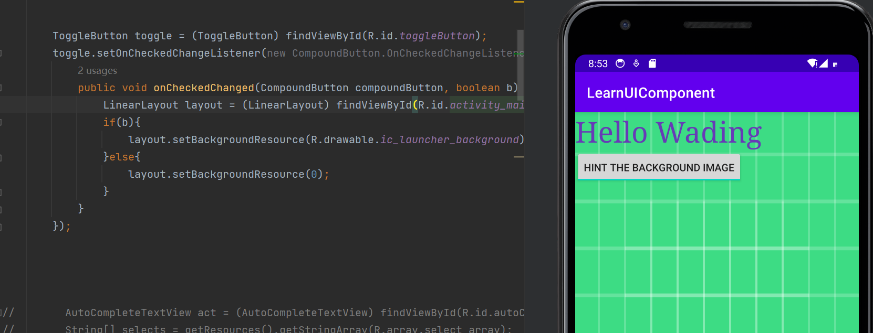 ToggleButton toggle = (ToggleButton) findViewById(R.id.toggleButton);
toggle.setOnCheckedChangeListener(new CompoundButton.OnCheckedChangeListene
2 usages
public void onCheckedChanged(CompoundButton compoundButton, boolean b)
LinearLayout layout = (LinearLayout) findViewById(R.id.activity_mai
if(b){
layout.setBackgroundResource(R.drawable.ic_launcher_background)
}else{
layout.setBackgroundResource(0);
}
}
});
// AutoCompleteTextView act = (AutoCompleteTextView) findViewById(R.id.autoC
// String[] selects = getResources().getStringArray(R.array.select_array);
8:53
LearnUIComponent
Hello Wading
HINT THE BACKGROUND IMAGE